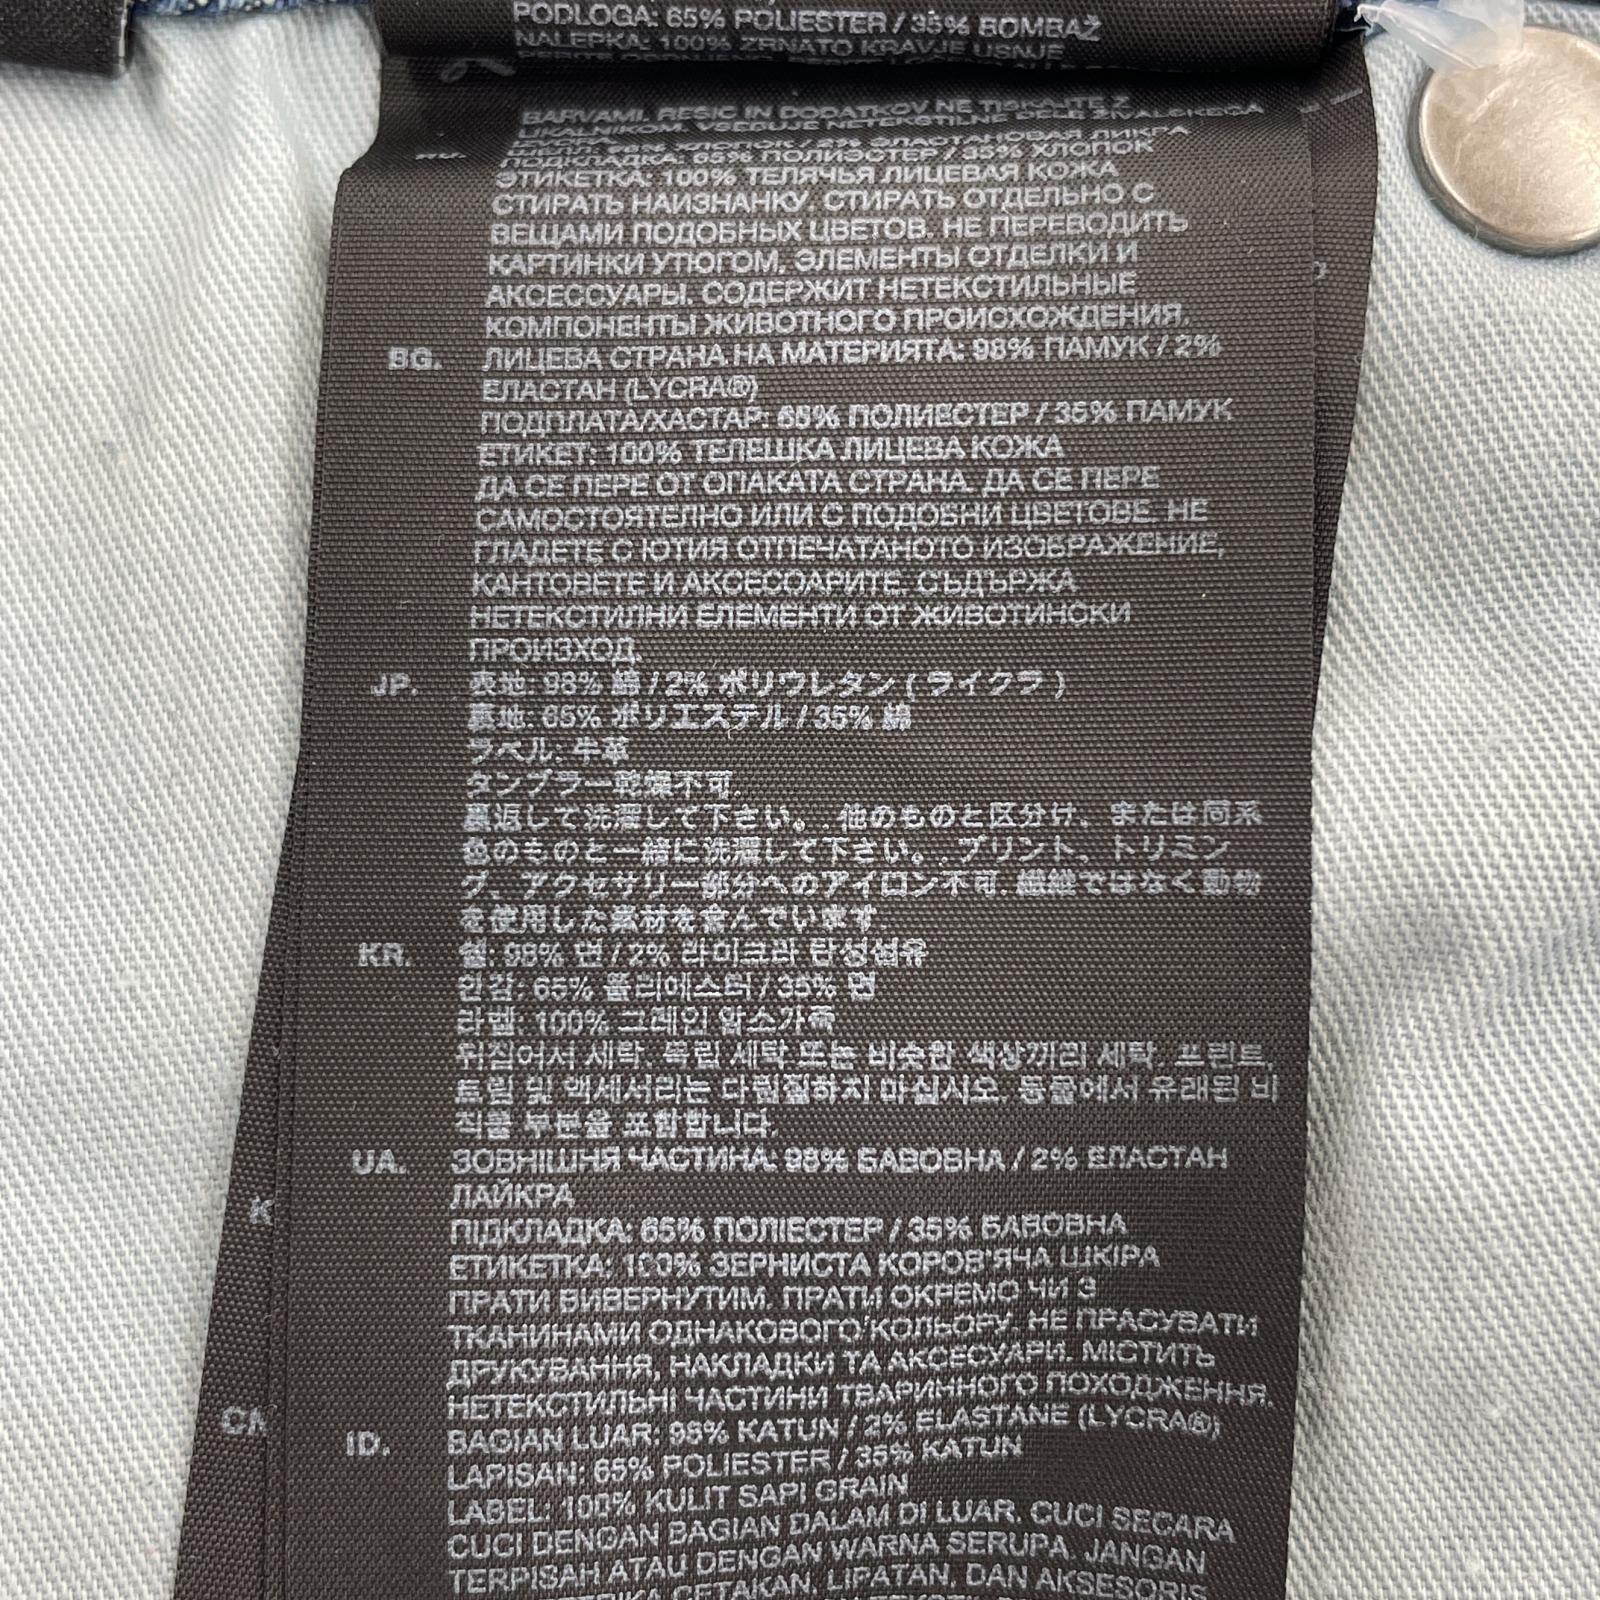 PODLOGA: 65% POLIESTER / 35% BOMBAŽ
NALEPKA: 100% ZRNATO KRAVJE USNJE
BARVAMI. RESIC IN DODATKOV NE TISKAJTE Z
LIKALNIKOM. VSEBUJE NETEKSTILNE DELE ŽIVALSKEGA
ХЛОПОК / 2% ЭЛАСТАНОВАЯ ЛИКРА
ПОДКЛАДКА: 65% ПОЛИЭСТЕР / 35% ХЛОПОК
ЭТИКЕТКА: 100% ТЕЛЯЧЬЯ ЛИЦЕВАЯ КОЖА
СТИРАТЬ НАИЗНАНКУ. СТИРАТЬ ОТДЕЛЬНО С
ВЕЩАМИ ПОДОБНЫХ ЦВЕТОВ. НЕ ПЕРЕВОДИТЬ
КАРТИНКИ УТЮГОМ, ЭЛЕМЕНТЫ ОТДЕЛКИ И
АКСЕССУАРЫ. СОДЕРЖИТ НЕТЕКСТИЛЬНЫЕ
КОМПОНЕНТЫ ЖИВОТНОГО ПРОИСХОЖДЕНИЯ.
BG. ЛИЦЕВА СТРАНА НА МАТЕРИЯТА: 98% ПАМУК / 2%
ЕЛАСТАН (LYCRA®)
ПОДПЛАТА/ХАСТАР: 65% ПОЛИЕСТЕР / 35% ПАМУК
ЕТИКЕТ: 100% ТЕЛЕШКА ЛИЦЕВА КОЖА
ДА СЕ ПЕРЕ ОТ ОПАКАТА СТРАНА. ДА СЕ ПЕРЕ
САМОСТОЯТЕЛНО ИЛИ С ПОДОБНИ ЦВЕТОВЕ. НЕ
ГЛАДЕТЕ С ЮТИЯ ОТПЕЧАТАНОТО ИЗОБРАЖЕНИЕ,
КАНТОВЕТЕ И АКСЕСОАРИТЕ. СЪДЪРЖА
НЕТЕКСТИЛНИ ЕЛЕМЕНТИ ОТ ЖИВОТИНСКИ
ПРОИЗХОД.
JP. 表地: 98% 綿 / 2% ポリウレタン ( ライクラ )
裏地: 65% ポリエステル / 35% 綿
ラベル: 牛革
タンブラー乾燥不可
裏返して洗濯して下さい。 他のものと区分け、または同系
色のものと一緒に洗濯して下さい。. プリント、トリミン
グ、アクセサリー部分へのアイロン不可. 繊維ではなく動物
を使用した素材を含んでいます.
KR. 쉘: 98% 면 / 2% 라이크라 탄성섬유
안감: 65% 폴리에스터 / 35% 면
라벨: 100% 그레인 암소가죽
뒤집어서 세탁. 독립 세탁 또는 비슷한 색상끼리 세탁. 프린트,
트림 및 액세서리는 다림질하지 마십시오. 동물에서 유래된 비
직물 부분을 포함합니다.
UA. ЗОВНІШНЯ ЧАСТИНА: 98% БАВОВНА / 2% ЕЛАСТАН
ЛАЙКРА
ПІДКЛАДКА: 65% ПОЛІЕСТЕР / 35% БАВОВНА
ЕТИКЕТКА: 100% ЗЕРНИСТА КОРОВ'ЯЧА ШКІРА
ПРАТИ ВИВЕРНУТИМ. ПРАТИ ОКРЕМО ЧИ З
ТКАНИНАМИ ОДНАКОВОГО КОЛЬОРУ. НЕ ПРАСУВАТИ
ДРУКУВАННЯ, НАКЛАДКИ ТА АКСЕСУАРИ. МІСТИТЬ
НЕТЕКСТИЛЬНІ ЧАСТИНИ ТВАРИННОГО ПОХОДЖЕННЯ.
ID. BAGIAN LUAR: 98% KATUN / 2% ELASTANE (LYCRA®)
LAPISAN: 65% POLIESTER / 35% KATUN
LABEL: 100% KULIT SAPI GRAIN
CUCI DENGAN BAGIAN DALAM DI LUAR. CUCI SECARA
TERPISAH ATAU DENGAN WARNA SERUPA. JANGAN
CETAKAN, LIPATAN, DAN AKSESORIS